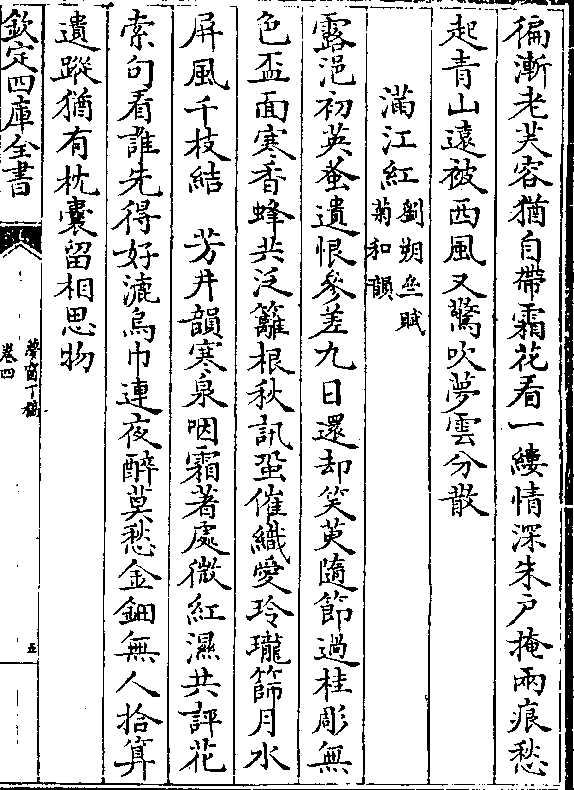 徧漸老芙容猶自帶霜花看一縷情深朱户掩兩痕愁
起青山遠被西風又驚吹夢雲分散
滿江紅
劉朔齋賦
菊和韻
露浥初英蚤遺恨參差九日還却笑萸隨節過桂彫無
色盃面寒香蜂共泛籬根秋訊蛩催織愛玲瓏篩月水
屏風千枝結　芳井韻寒泉咽霜著處微紅濕共評花
索句看誰先得好漉烏巾連夜醉莫愁金鈿無人拾算
遺蹤猶有枕囊留相思物
欽定四庫全書
夢窗丁稿
卷四
五